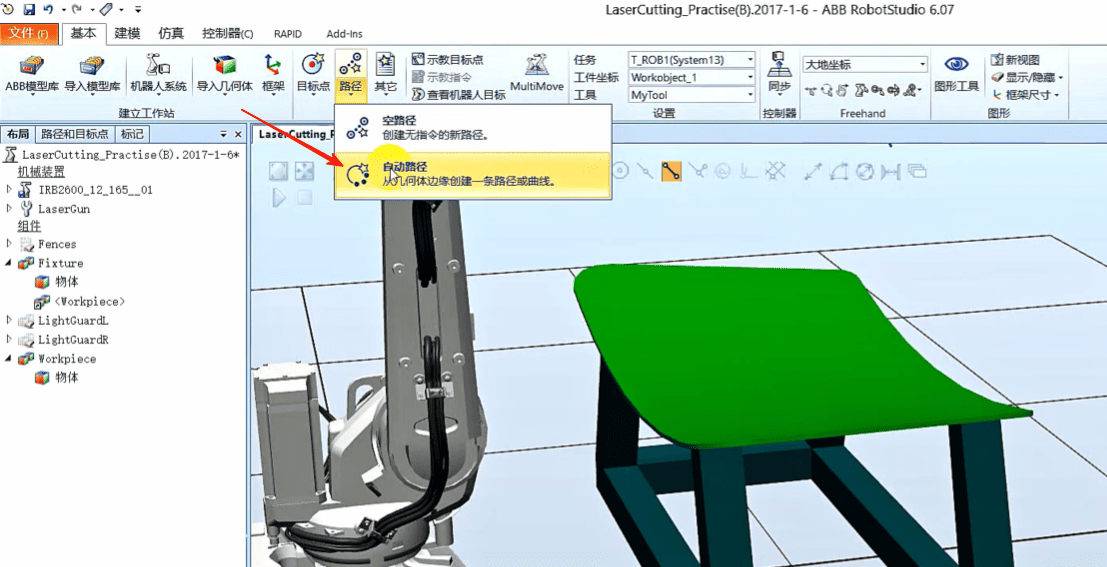 LaserCutting_Practise(B).2017-1-6 - ABB RobotStudio 6.07
文件(F) 基本 建模 仿真 控制器(C) RAPID Add-Ins
ABB模型库 导入模型库 机器人系统 导入几何体 框架 目标点 路径 其它
示教目标点
示教指令
查看机器人目标
MultiMove
任务 T_ROB1(System13)
工件坐标 Workobject_1
工具 MyTool
同步
大地坐标
图形工具
新视图
显示/隐藏
框架尺寸
建立工作站 设置 控制器 Freehand 图形
空路径
创建无指令的新路径。
自动路径
从几何体边缘创建一条路径或曲线。
布局 路径和目标点 标记
LaserCutting_P
LaserCutting_Practise(B).2017-1-6*
机械装置
IRB2600_12_165__01
LaserGun
组件
Fences
Fixture
物体
<Workpiece>
LightGuardL
LightGuardR
Workpiece
物体